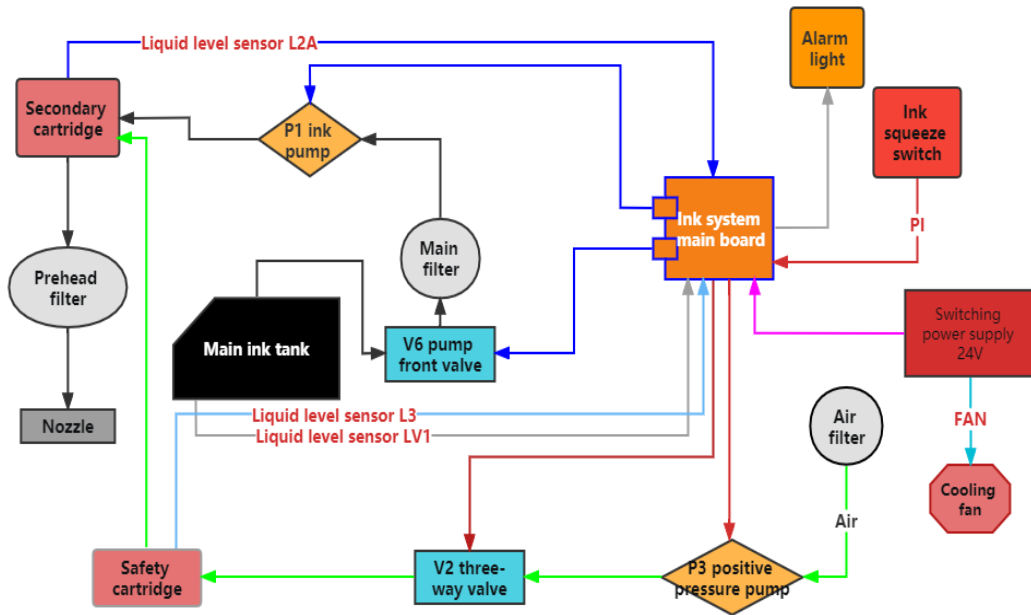 Liquid level sensor L2A
Alarm
light
Secondary
cartridge
P1 ink
pump
Ink
squeeze
switch
Ink system
main board
PI
Main
filter
Prehead
filter
Switching
power supply
24V
Main ink tank
V6 pump
front valve
Nozzle
Liquid level sensor L3
Liquid level sensor LV1
Air
filter
FAN
Cooling
fan
Air
Safety
cartridge
V2 three-
way valve
P3 positive
pressure pump